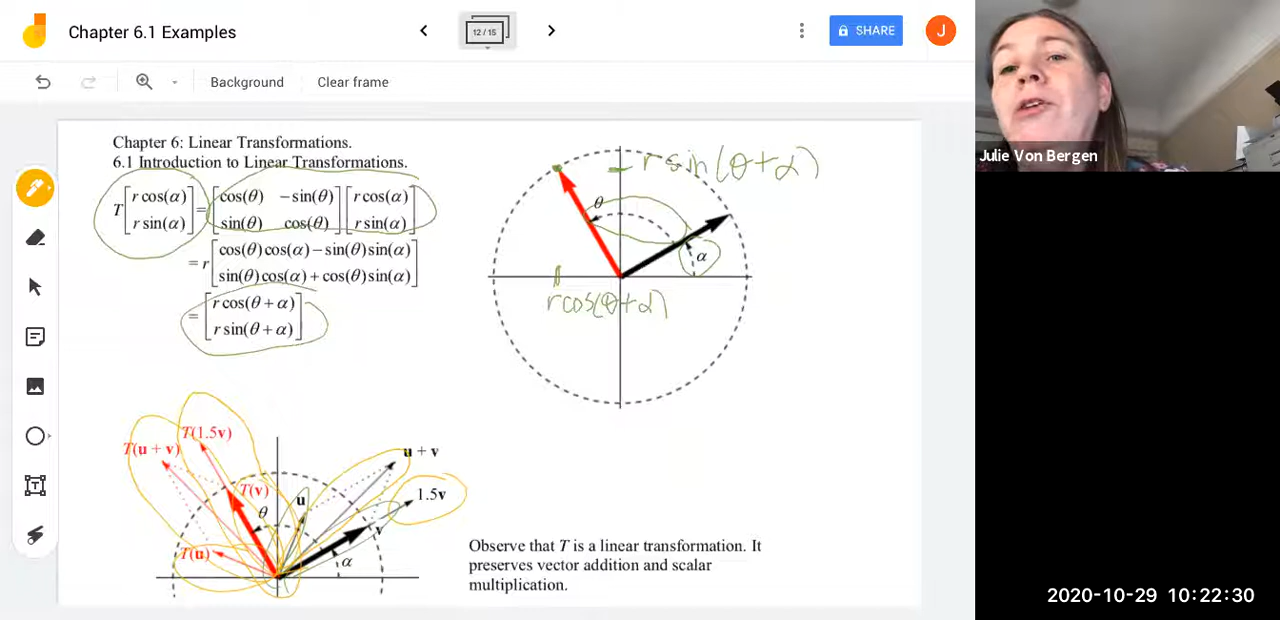 Chapter 6.1 Examples
12 / 15
SHARE
J
Background
Clear frame
Julie Von Bergen
Chapter 6: Linear Transformations.
6.1 Introduction to Linear Transformations.
T[r cos(α) r sin(α)] = [cos(θ) −sin(θ) sin(θ) cos(θ)][r cos(α) r sin(α)]
= r[cos(θ)cos(α) − sin(θ)sin(α) sin(θ)cos(α) + cos(θ)sin(α)]
= [r cos(θ + α) r sin(θ + α)]
r sin(θ+α)
θ
α
r cos(θ+α)
T(1.5v)
T(u + v)
u + v
T(v)
u
1.5v
θ
v
T(u)
α
Observe that T is a linear transformation. It
preserves vector addition and scalar
multiplication.
2020-10-29 10:22:30